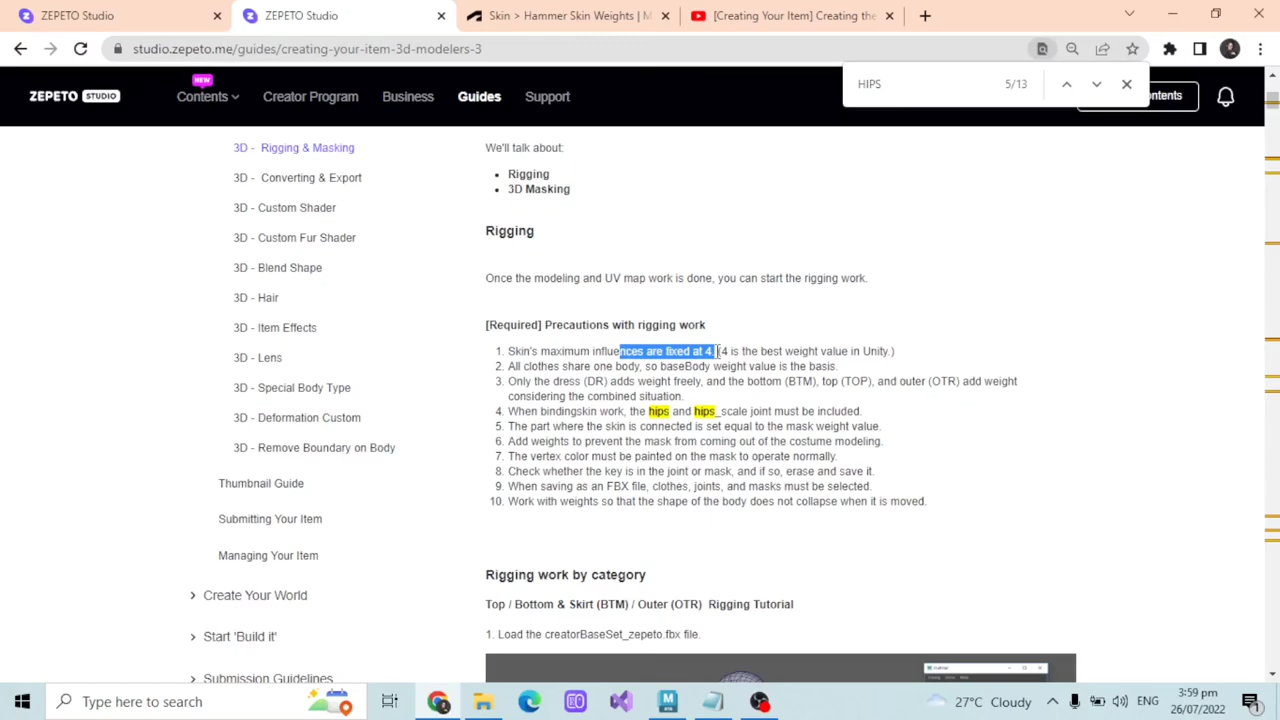 ZEPETO Studio
ZEPETO Studio
Skin > Hammer Skin Weights | M
[Creating Your Item] Creating the
studio.zepeto.me/guides/creating-your-item-3d-modelers-3
HIPS
5/13
ZEPETO STUDIO
NEW
Contents
Creator Program
Business
Guides
Support
ontents
3D - Rigging & Masking
3D - Converting & Export
3D - Custom Shader
3D - Custom Fur Shader
3D - Blend Shape
3D - Hair
3D - Item Effects
3D - Lens
3D - Special Body Type
3D - Deformation Custom
3D - Remove Boundary on Body
Thumbnail Guide
Submitting Your Item
Managing Your Item
Create Your World
Start 'Build it'
Submission Guidelines
We'll talk about:
• Rigging
• 3D Masking
Rigging
Once the modeling and UV map work is done, you can start the rigging work.
[Required] Precautions with rigging work
1. Skin's maximum influences are fixed at 4. (4 is the best weight value in Unity.)
2. All clothes share one body, so baseBody weight value is the basis.
3. Only the dress (DR) adds weight freely, and the bottom (BTM), top (TOP), and outer (OTR) add weight
considering the combined situation.
4. When bindingskin work, the hips and hips_scale joint must be included.
5. The part where the skin is connected is set equal to the mask weight value.
6. Add weights to prevent the mask from coming out of the costume modeling.
7. The vertex color must be painted on the mask to operate normally.
8. Check whether the key is in the joint or mask, and if so, erase and save it.
9. When saving as an FBX file, clothes, joints, and masks must be selected.
10. Work with weights so that the shape of the body does not collapse when it is moved.
Rigging work by category
Top / Bottom & Skirt (BTM) / Outer (OTR) Rigging Tutorial
1. Load the creatorBaseSet_zepeto.fbx file.
Type here to search
27°C Cloudy
ENG
3:59 pm
26/07/2022